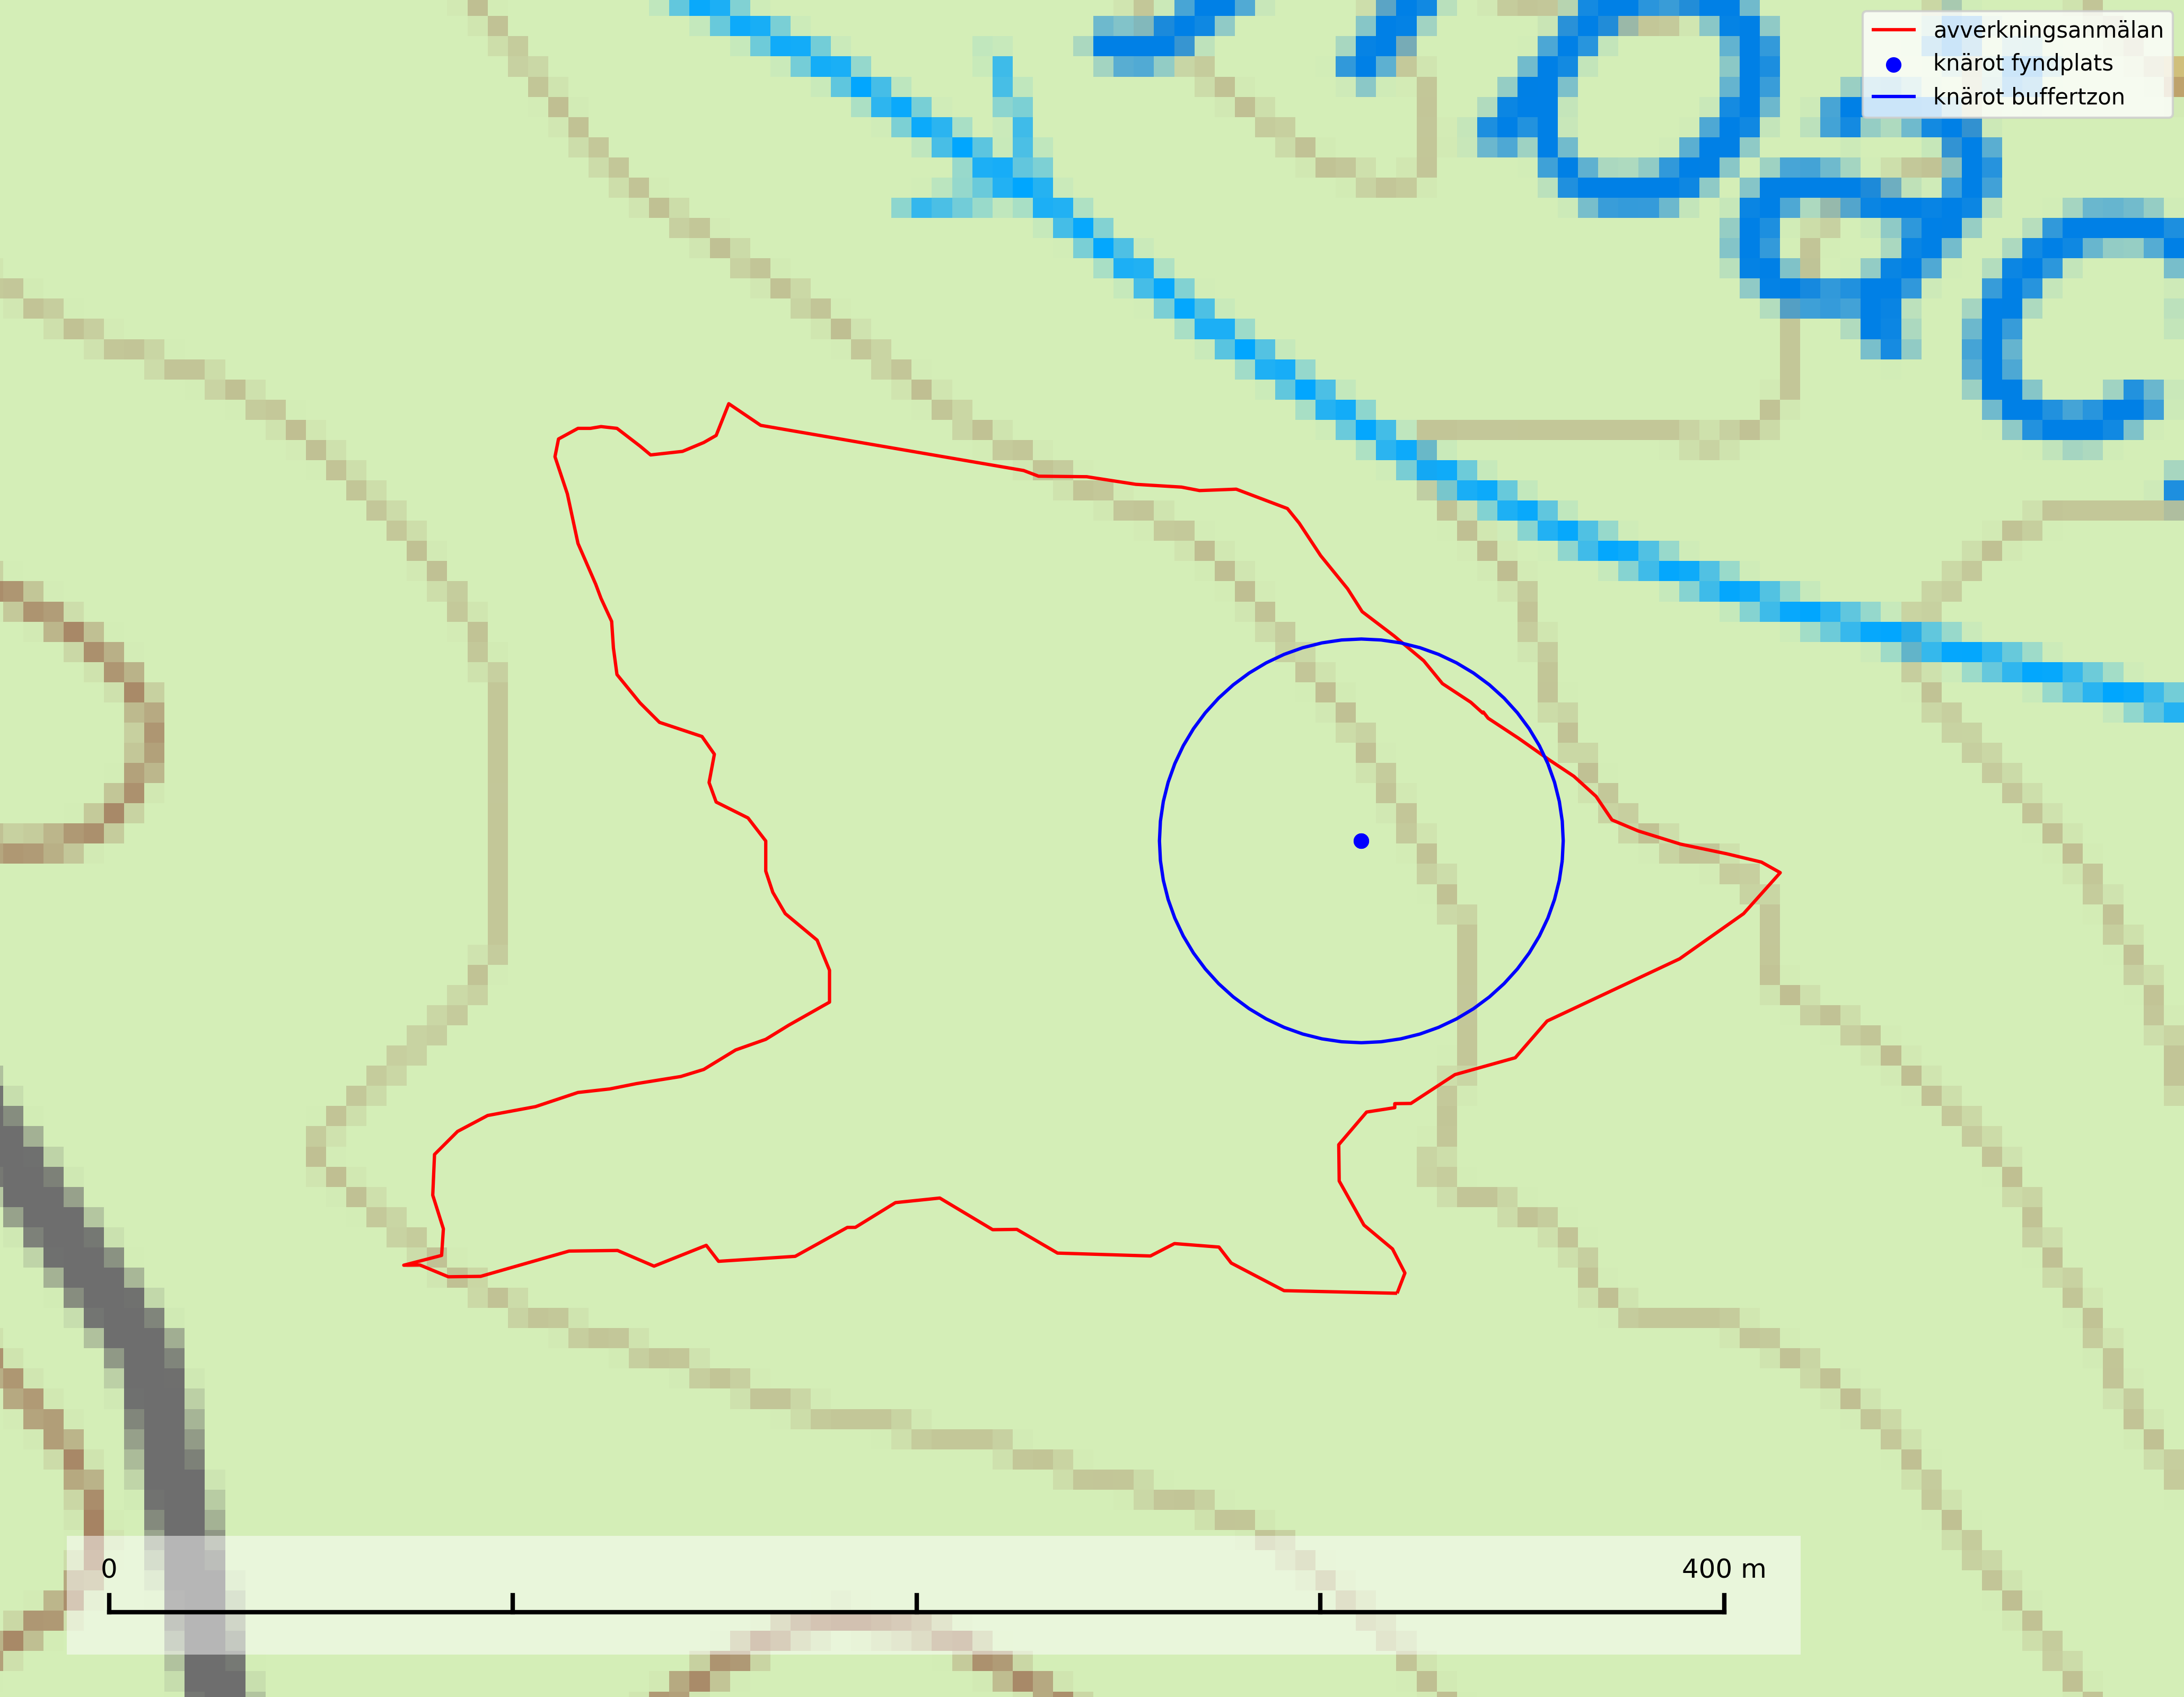 avverkningsanmälan
knärot fyndplats
knärot buffertzon
0
400 m